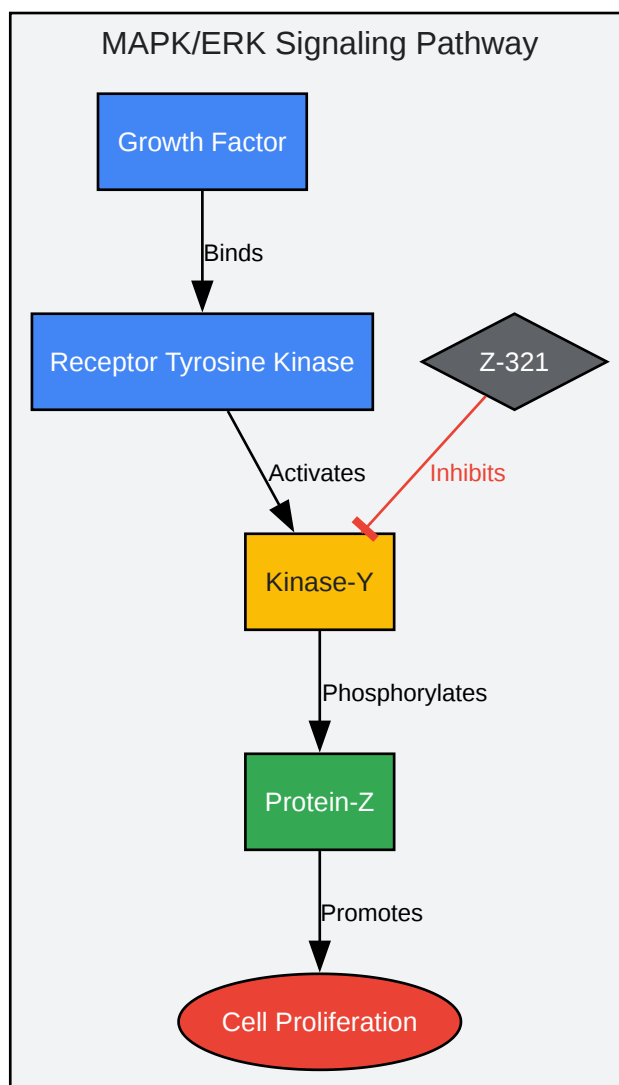 MAPK/ERK Signaling Pathway
Growth Factor
Binds
Receptor Tyrosine Kinase
Z-321
Activates
Inhibits
Kinase-Y
Phosphorylates
Protein-Z
Promotes
Cell Proliferation